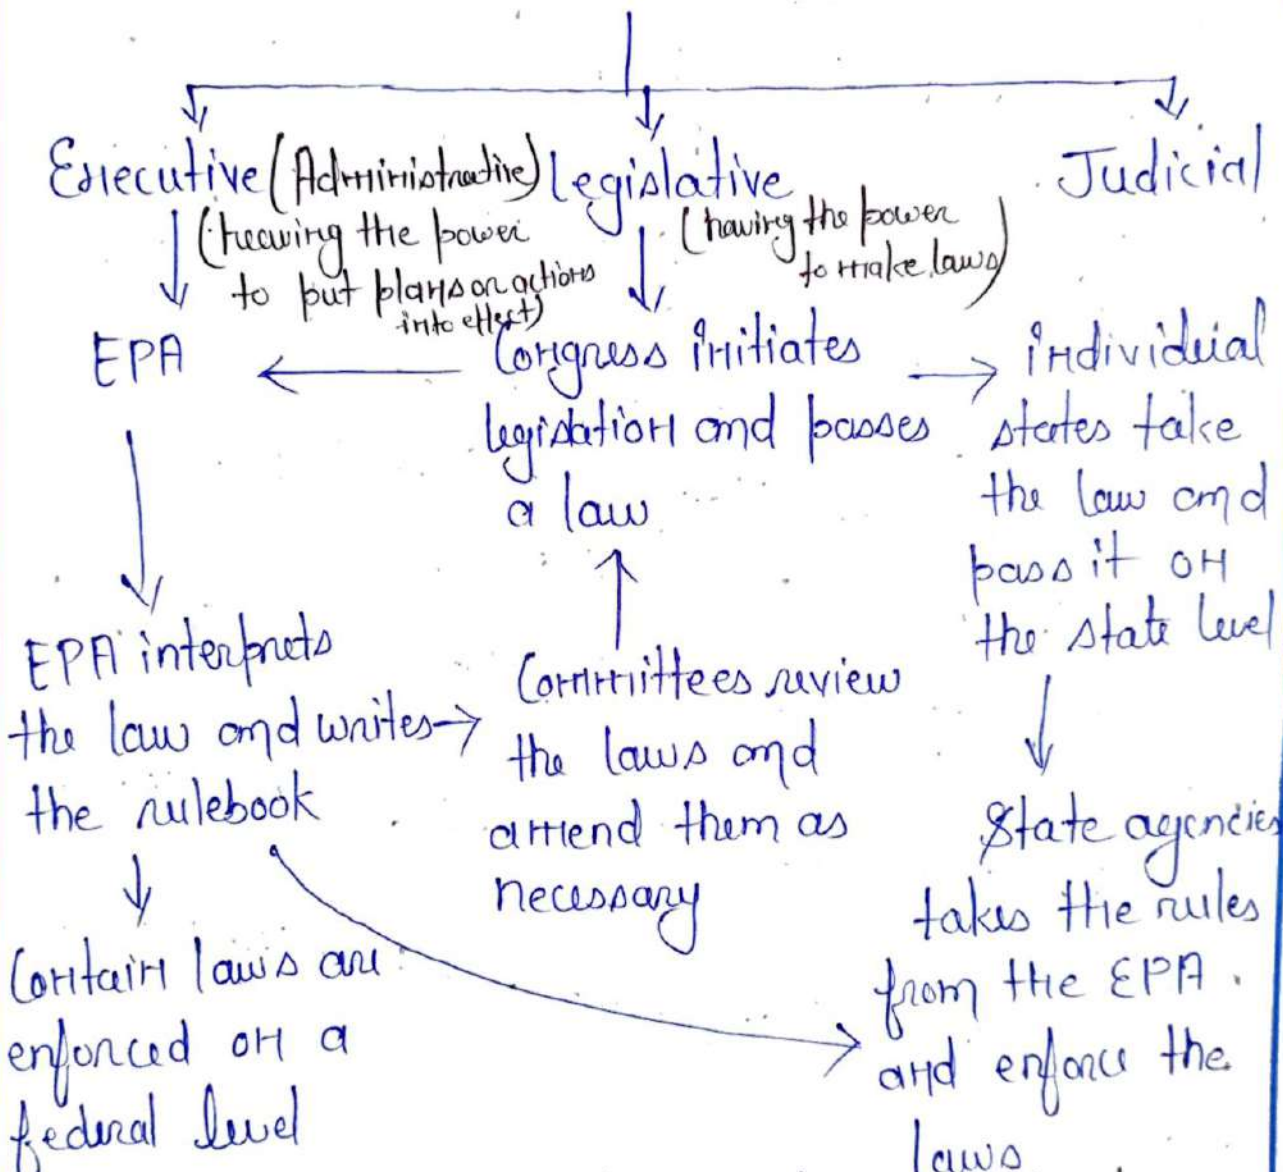 Executive (Administrative)
(having the power
to put plans or actions
into effect)
Legislative
(having the power
to make laws)
Judicial
EPA
Congress initiates
legislation and passes
a law
individual
states take
the law and
pass it on
the state level
EPA interprets
the law and writes
the rulebook
Committees review
the laws and
amend them as
necessary
State agencies
takes the rules
from the EPA
and enforce the
laws
Contain laws are
enforced on a
federal level